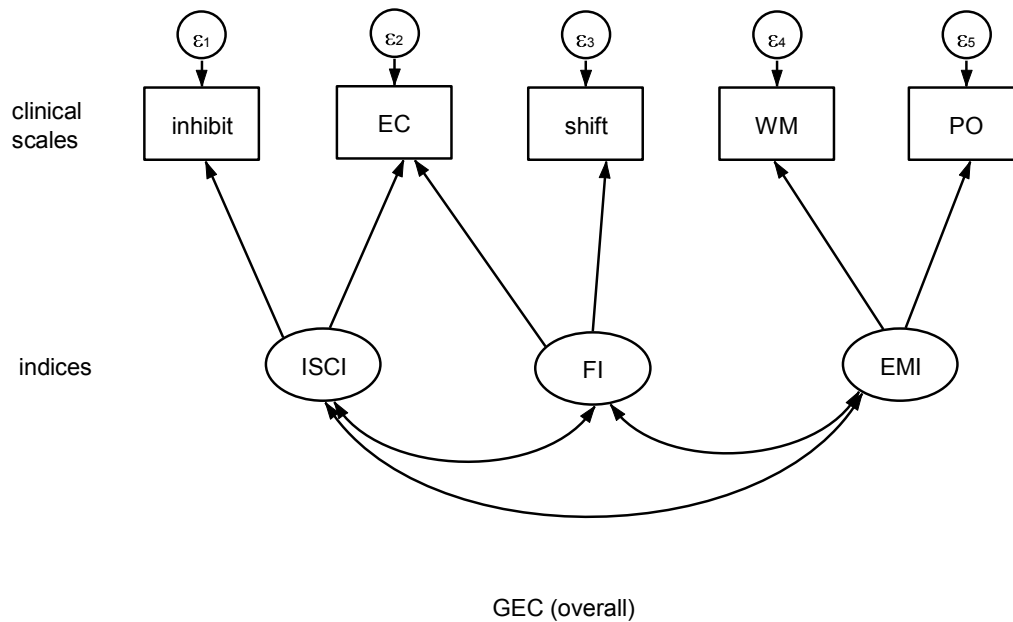 ε1 ε2 ε3 ε4 ε5
clinical
scales
inhibit EC shift WM PO
indices
ISCI FI EMI
GEC (overall)